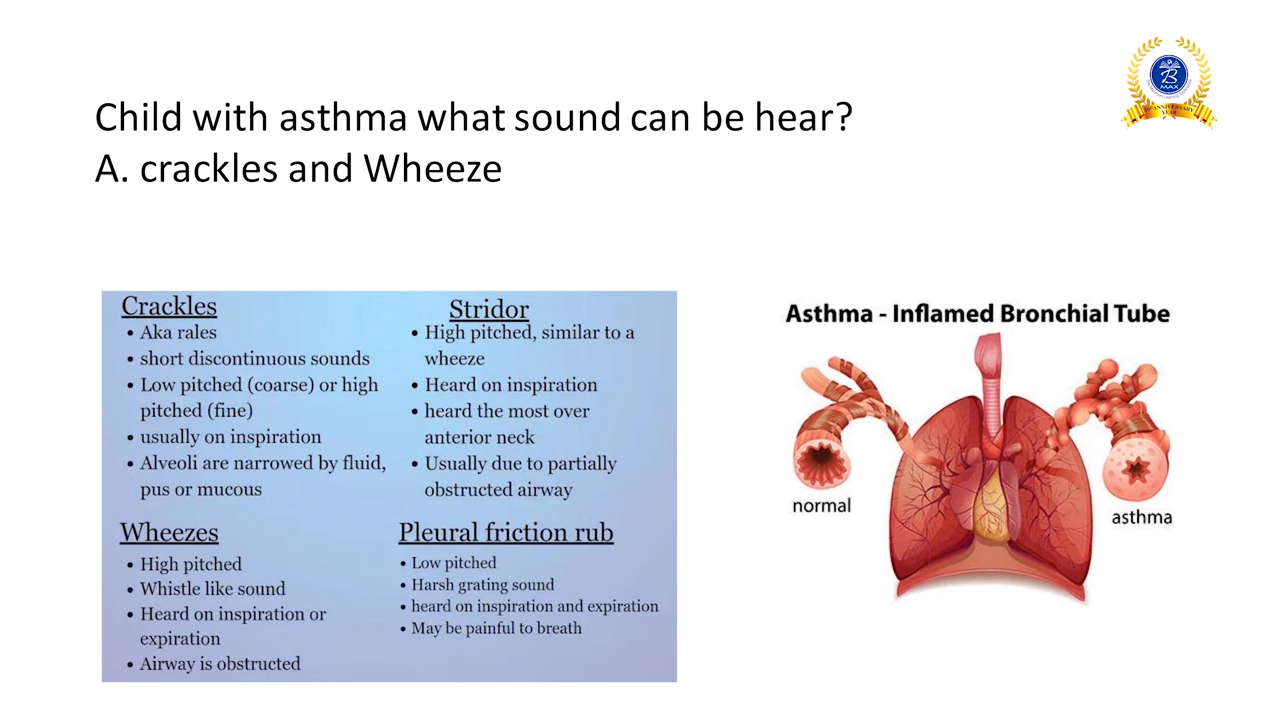 Child with asthma what sound can be hear?
A. crackles and Wheeze
B
MAX
ANNIVERSARY
YEAR
Crackles
• Aka rales
• short discontinuous sounds
• Low pitched (coarse) or high
pitched (fine)
• usually on inspiration
• Alveoli are narrowed by fluid,
pus or mucous
Stridor
• High pitched, similar to a
wheeze
• Heard on inspiration
• heard the most over
anterior neck
• Usually due to partially
obstructed airway
Wheezes
• High pitched
• Whistle like sound
• Heard on inspiration or
expiration
• Airway is obstructed
Pleural friction rub
• Low pitched
• Harsh grating sound
• heard on inspiration and expiration
• May be painful to breath
Asthma - Inflamed Bronchial Tube
normal
asthma